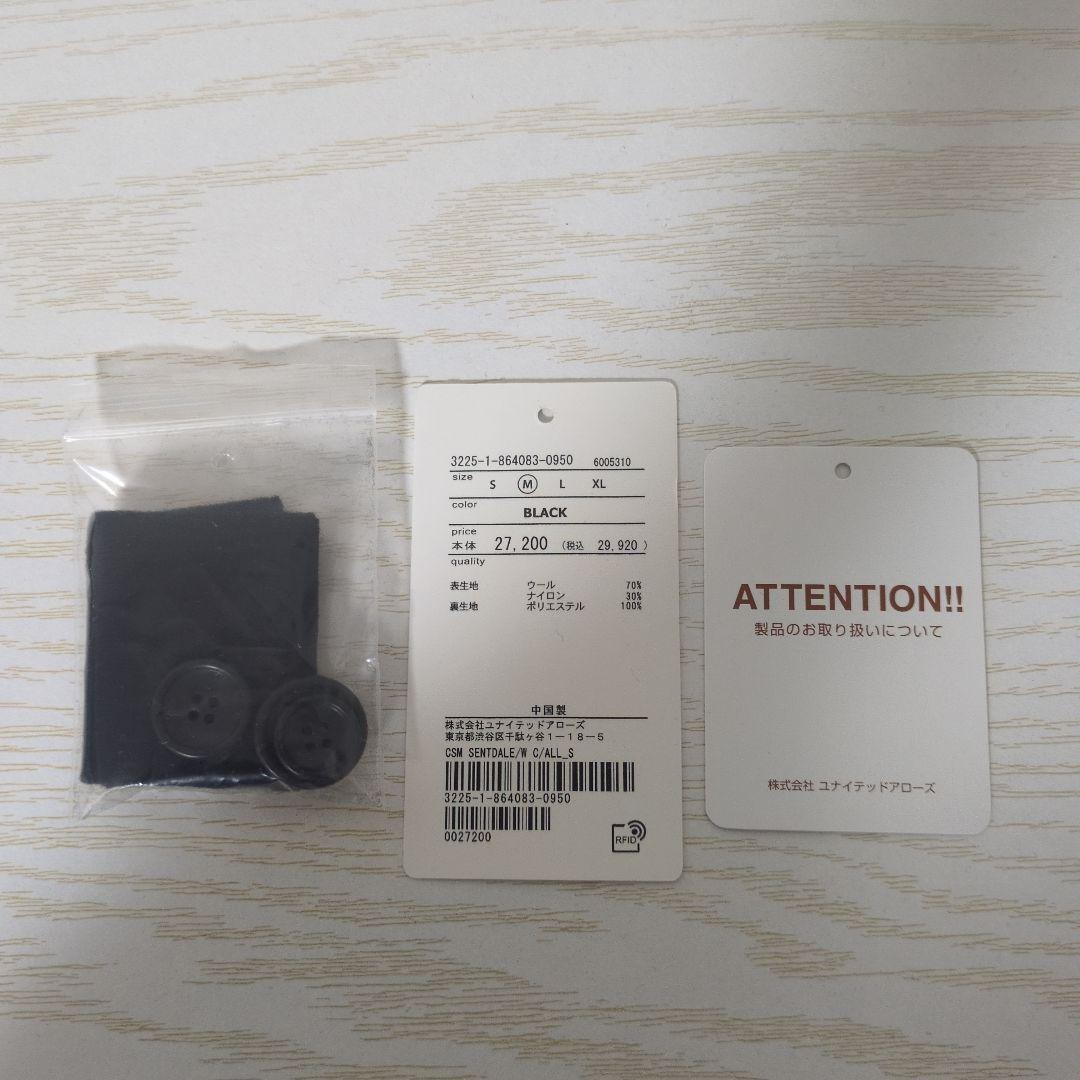 3225-1-864083-0950 6005310
size S M L XL
color BLACK
price
本体 27,200 (税込 29,920 )
quality
表生地 ウール 70%
ナイロン 30%
裏生地 ポリエステル 100%
中国製
株式会社ユナイテッドアローズ
東京都渋谷区千駄ヶ谷1-18-5
CSM SENTDALE/W C/ALL_S
3225-1-864083-0950
0027200
RFID
ATTENTION!!
製品のお取り扱いについて
株式会社 ユナイテッドアローズ